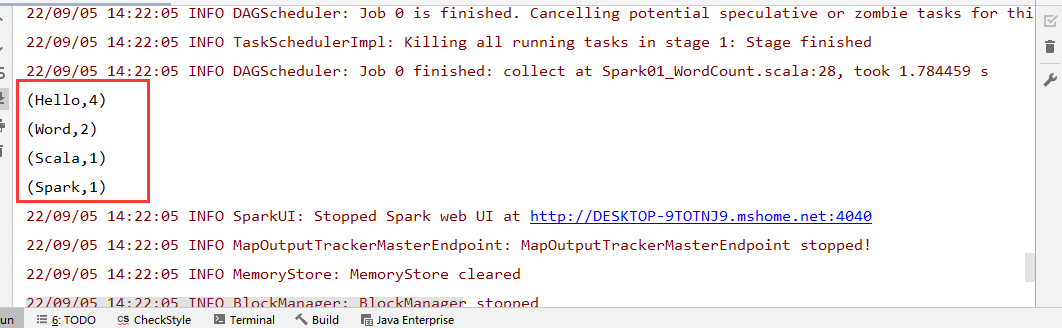 22/09/05 14:22:05 INFO DAGScheduler: Job 0 is finished. Cancelling potential speculative or zombie tasks for thi
22/09/05 14:22:05 INFO TaskSchedulerImpl: Killing all running tasks in stage 1: Stage finished
22/09/05 14:22:05 INFO DAGScheduler: Job 0 finished: collect at Spark01_WordCount.scala:28, took 1.784459 s
(Hello,4)
(Word,2)
(Scala,1)
(Spark,1)
22/09/05 14:22:05 INFO SparkUI: Stopped Spark web UI at http://DESKTOP-9TOTNJ9.mshome.net:4040
22/09/05 14:22:05 INFO MapOutputTrackerMasterEndpoint: MapOutputTrackerMasterEndpoint stopped!
22/09/05 14:22:05 INFO MemoryStore: MemoryStore cleared
22/09/05 14:22:05 INFO BlockManager: BlockManager stopped
un 6: TODO CheckStyle Terminal Build Java Enterprise